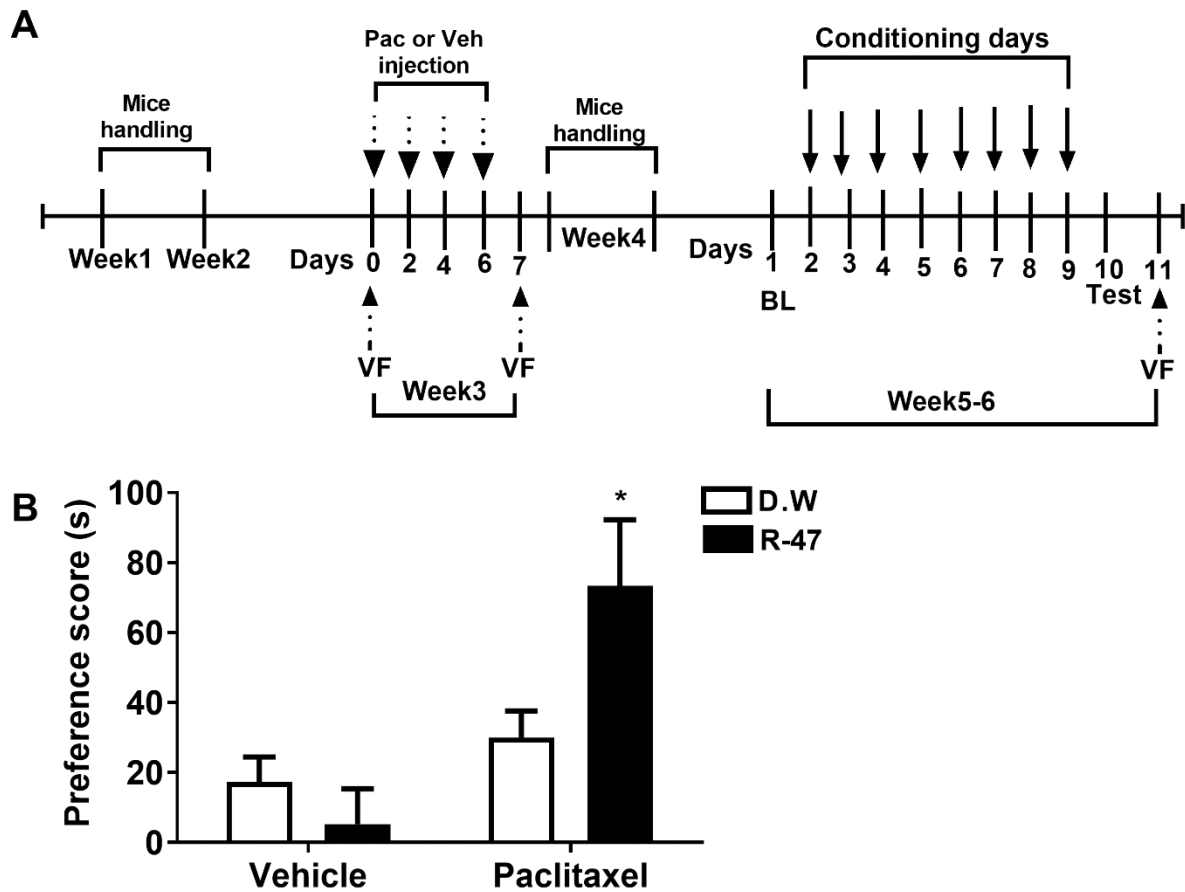 A
Pac or Veh
injection
Conditioning days
Mice
handling
Mice
handling
Week1 Week2 Days 0 2 4 6 7 Week4 Days 1 2 3 4 5 6 7 8 9 10 11
BL Test
VF VF VF
Week3 Week5-6
B
Preference score (s)
100
80
60
40
20
0
*
D.W
R-47
Vehicle Paclitaxel